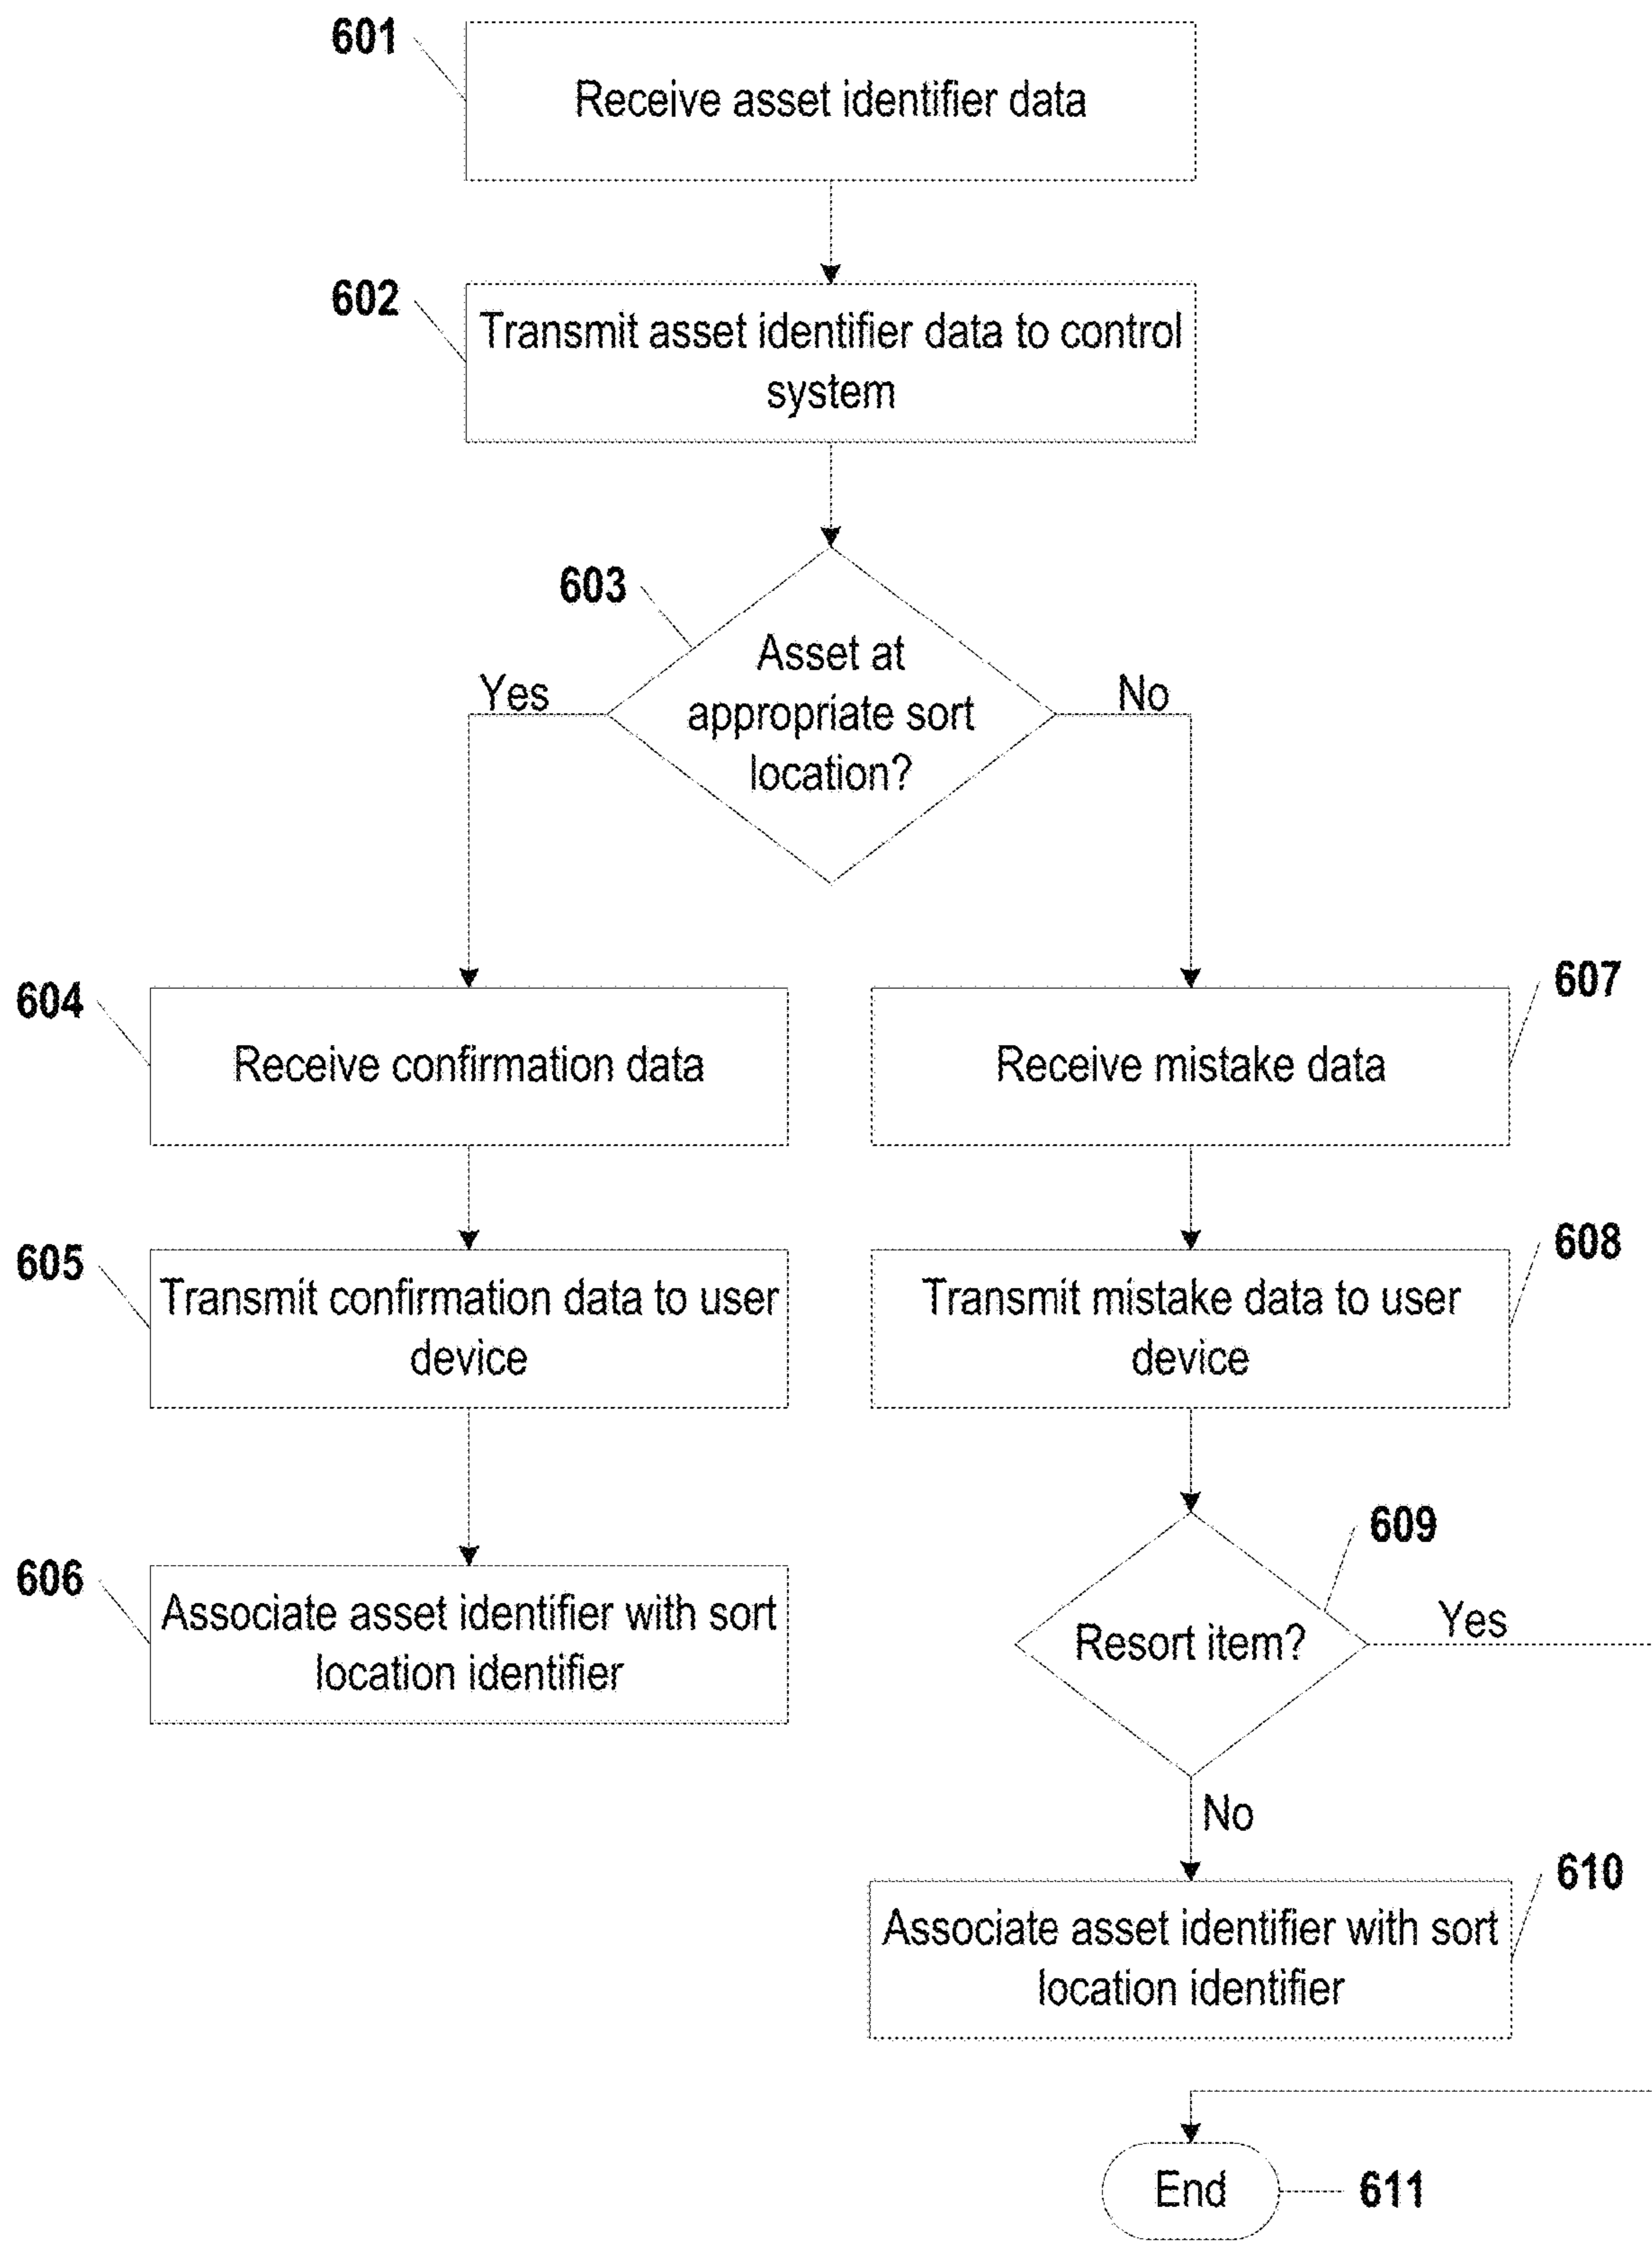 601
Receive asset identifier data
602
Transmit asset identifier data to control
system
603
Asset at
appropriate sort
location?
Yes
No
604
Receive confirmation data
607
Receive mistake data
605
Transmit confirmation data to user
device
608
Transmit mistake data to user
device
606
Associate asset identifier with sort
location identifier
609
Resort item?
Yes
No
610
Associate asset identifier with sort
location identifier
End
611